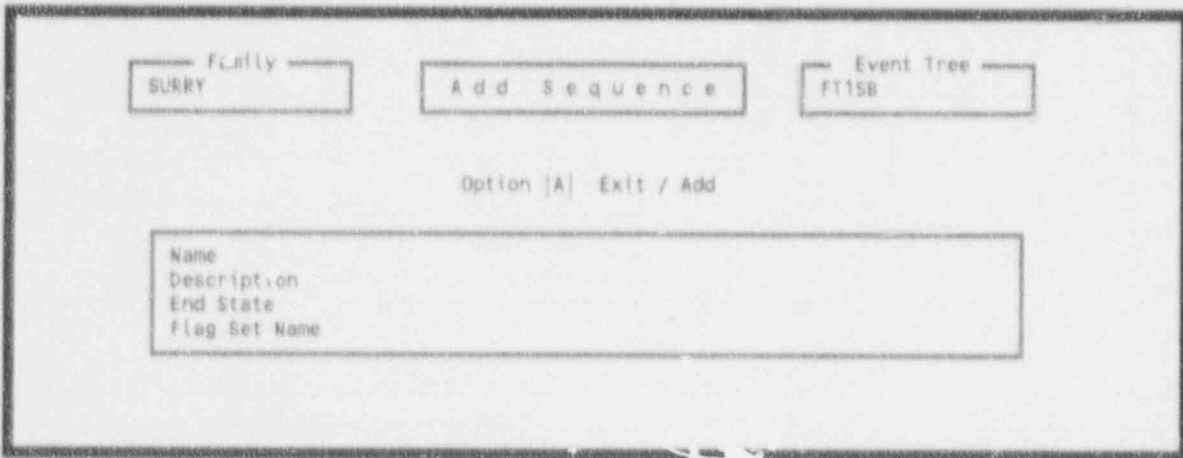 Family
SURRY
Add Sequence
Event Tree
FT15B
Option |A| Exit / Add
Name
Description
End State
Flag Set Name